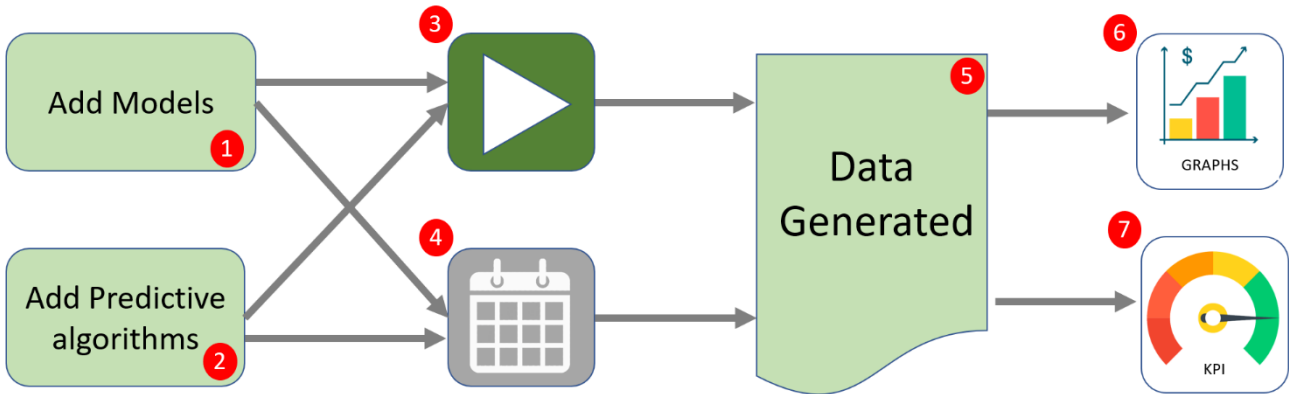 Add Models
1
Add Predictive
algorithms
2
3
4
5
Data
Generated
6
$
GRAPHS
7
KPI